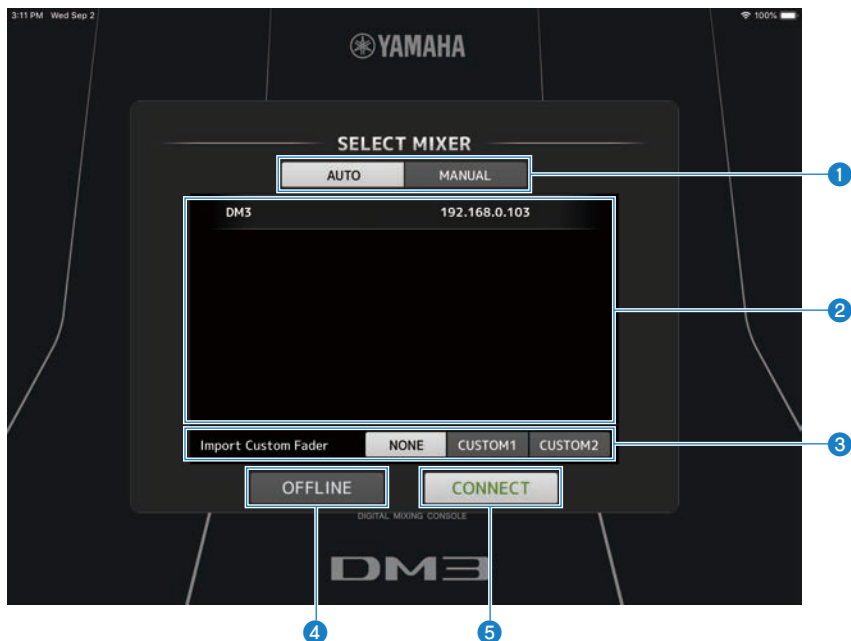 3:11 PM Wed Sep 2
100%
YAMAHA
SELECT MIXER
AUTO MANUAL
1
DM3 192.168.0.103
2
Import Custom Fader NONE CUSTOM1 CUSTOM2
3
OFFLINE CONNECT
DIGITAL MIXING CONSOLE
DM3
4 5